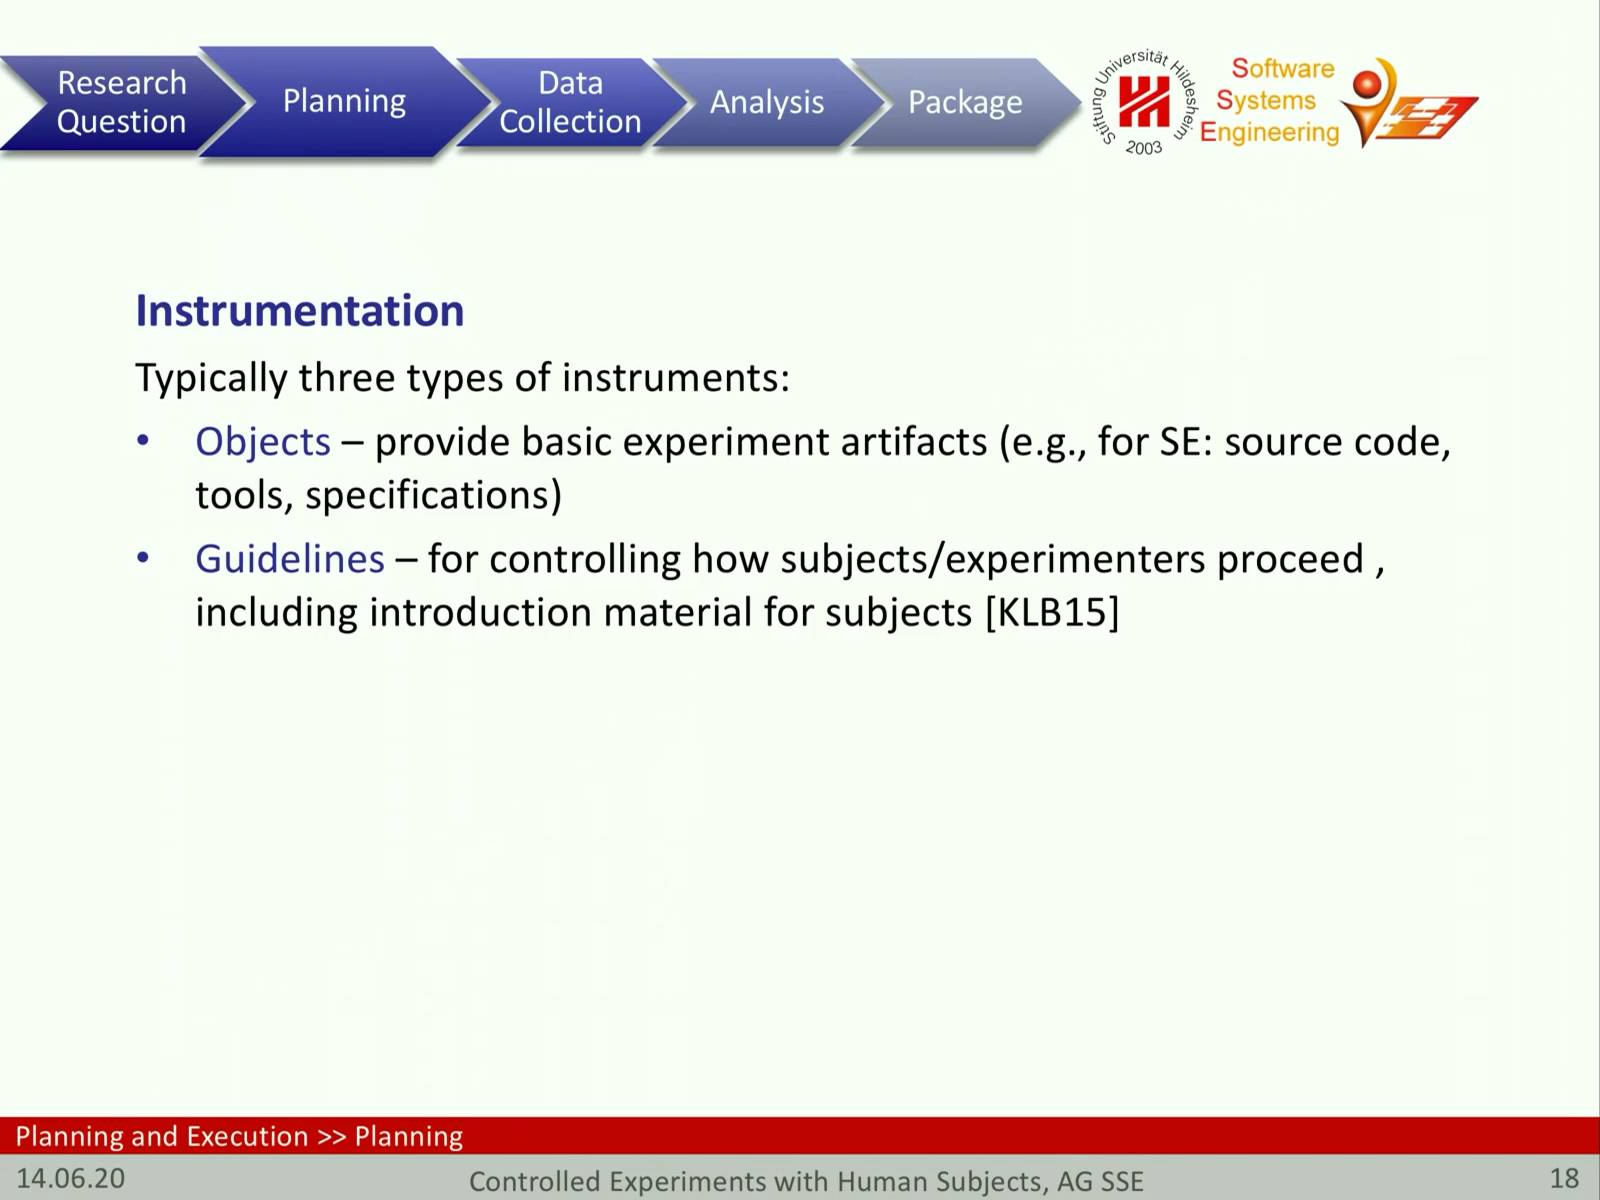 Research
Question
Planning
Data
Collection
Analysis
Package
Stiftung Universität Hildesheim
2003
Software
Systems
Engineering
Instrumentation
Typically three types of instruments:
• Objects – provide basic experiment artifacts (e.g., for SE: source code,
tools, specifications)
• Guidelines – for controlling how subjects/experimenters proceed ,
including introduction material for subjects [KLB15]
Planning and Execution >> Planning
14.06.20
Controlled Experiments with Human Subjects, AG SSE
18